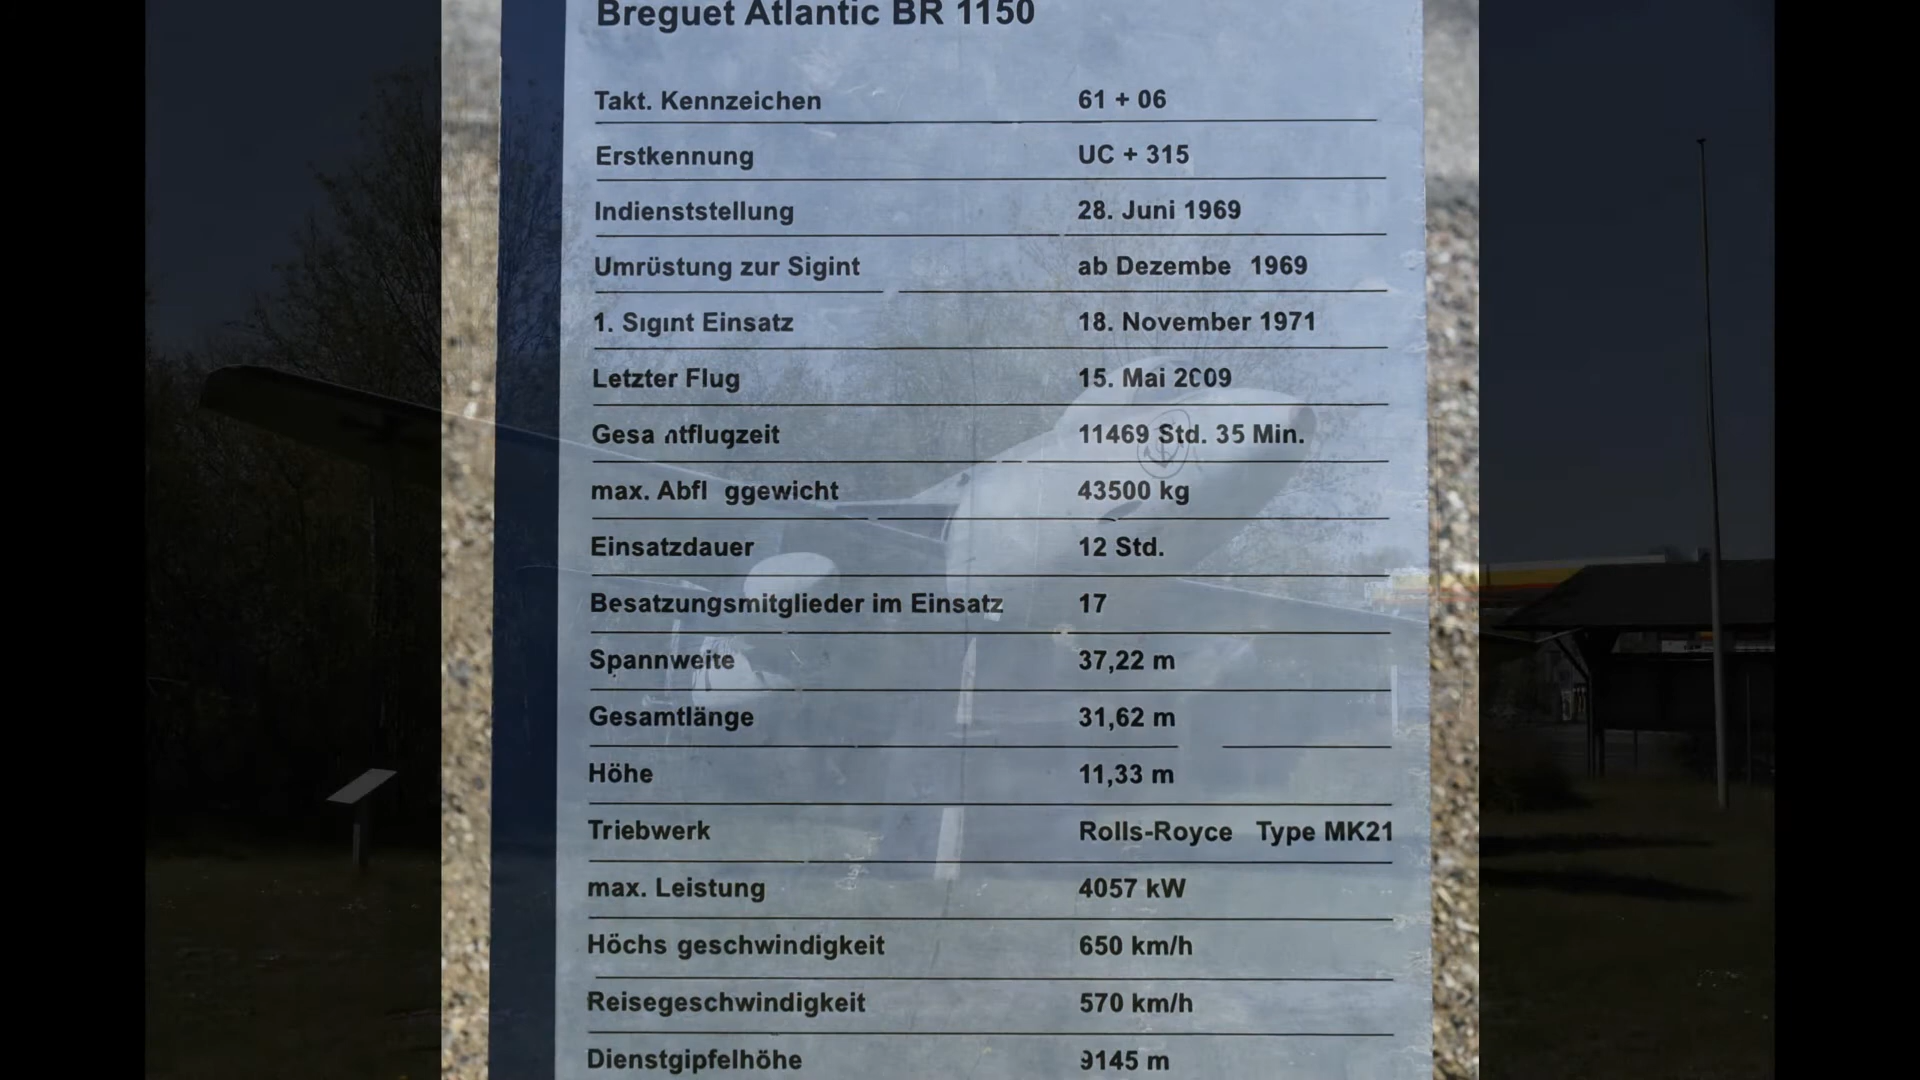 Breguet Atlantic BR 1150
Takt. Kennzeichen 61 + 06
Erstkennung UC + 315
Indienststellung 28. Juni 1969
Umrüstung zur Sigint ab Dezembe 1969
1. Sigint Einsatz 18. November 1971
Letzter Flug 15. Mai 2009
Gesa ntflugzeit 11469 Std. 35 Min.
max. Abfl ggewicht 43500 kg
Einsatzdauer 12 Std.
Besatzungsmitglieder im Einsatz 17
Spannweite 37,22 m
Gesamtlänge 31,62 m
Höhe 11,33 m
Triebwerk Rolls-Royce Type MK21
max. Leistung 4057 kW
Höchs geschwindigkeit 650 km/h
Reisegeschwindigkeit 570 km/h
Dienstgipfelhöhe 9145 m